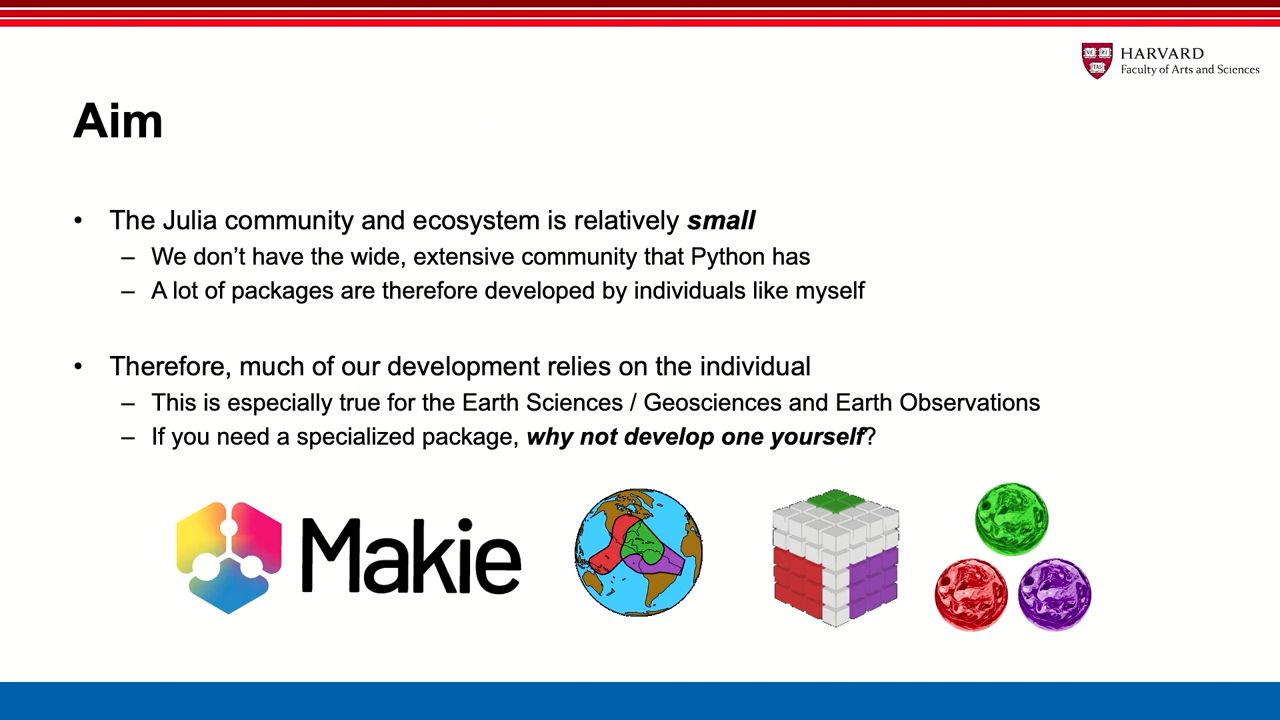 HARVARD
Faculty of Arts and Sciences
Aim
• The Julia community and ecosystem is relatively small
– We don’t have the wide, extensive community that Python has
– A lot of packages are therefore developed by individuals like myself
• Therefore, much of our development relies on the individual
– This is especially true for the Earth Sciences / Geosciences and Earth Observations
– If you need a specialized package, why not develop one yourself?
Makie